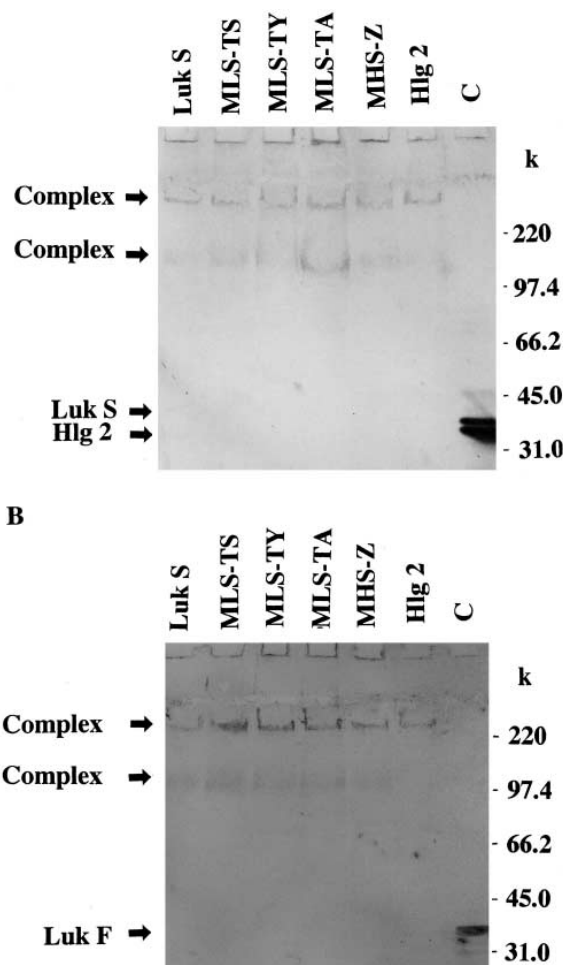 Luk S MLS-TS MLS-TY MLS-TA MHS-Z Hlg 2 C
k
Complex
220
Complex
97.4
66.2
45.0
Luk S
Hlg 2
31.0
B
Luk S MLS-TS MLS-TY MLS-TA MHS-Z Hlg 2 C
k
Complex
220
Complex
97.4
66.2
45.0
Luk F
31.0